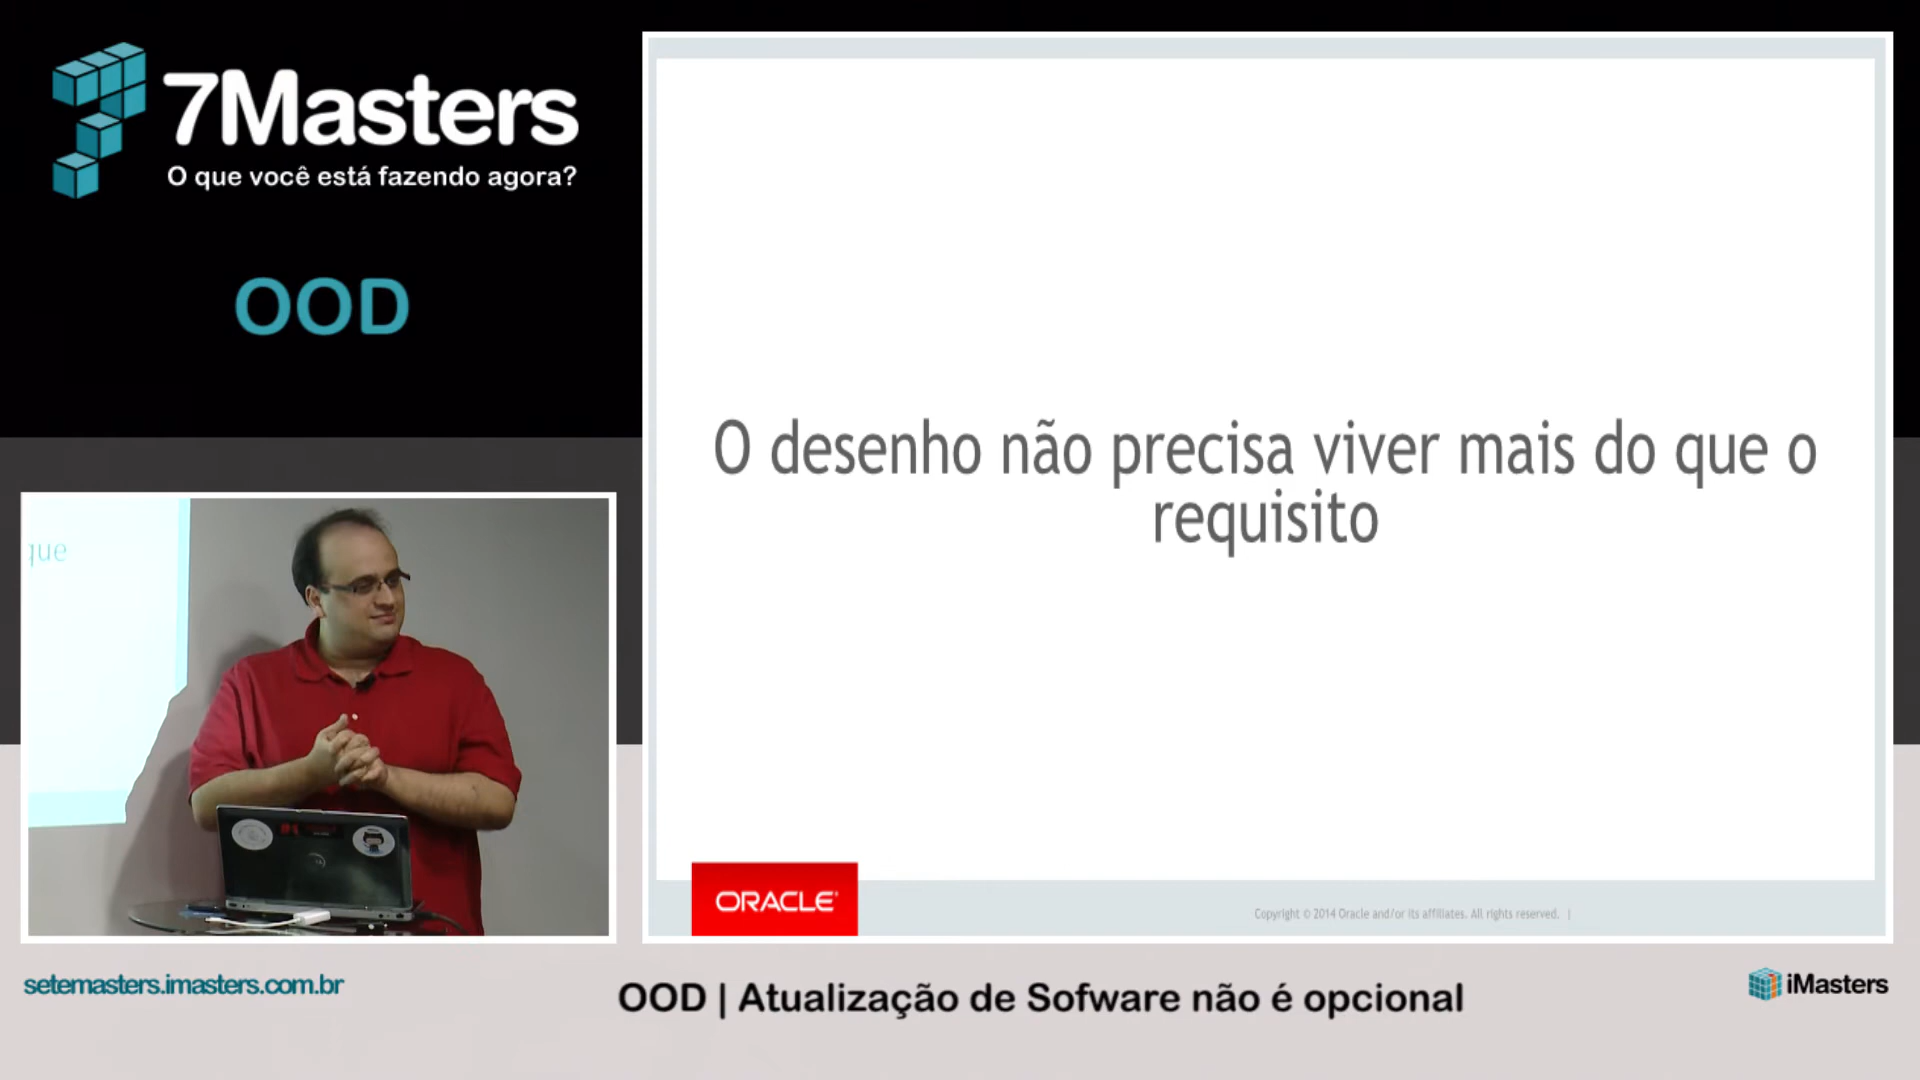 7Masters
O que você está fazendo agora?
OOD
O desenho não precisa viver mais do que o
requisito
que
ORACLE
Copyright © 2014 Oracle and/or its affiliates. All rights reserved. |
setemasters.imasters.com.br
OOD | Atualização de Sofware não é opcional
iMasters